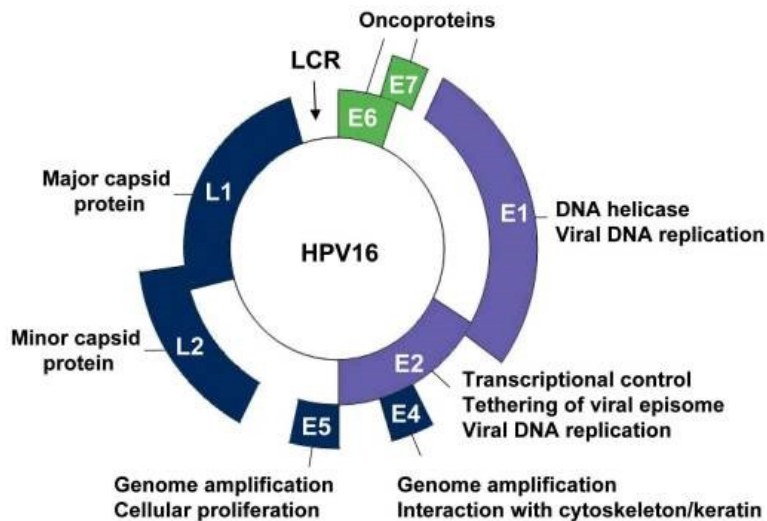 Oncoproteins
LCR
E7
E6
Major capsid
protein
L1
E1
DNA helicase
Viral DNA replication
HPV16
Minor capsid
protein
L2
E2
Transcriptional control
Tethering of viral episome
Viral DNA replication
E5
E4
Genome amplification
Cellular proliferation
Genome amplification
Interaction with cytoskeleton/keratin